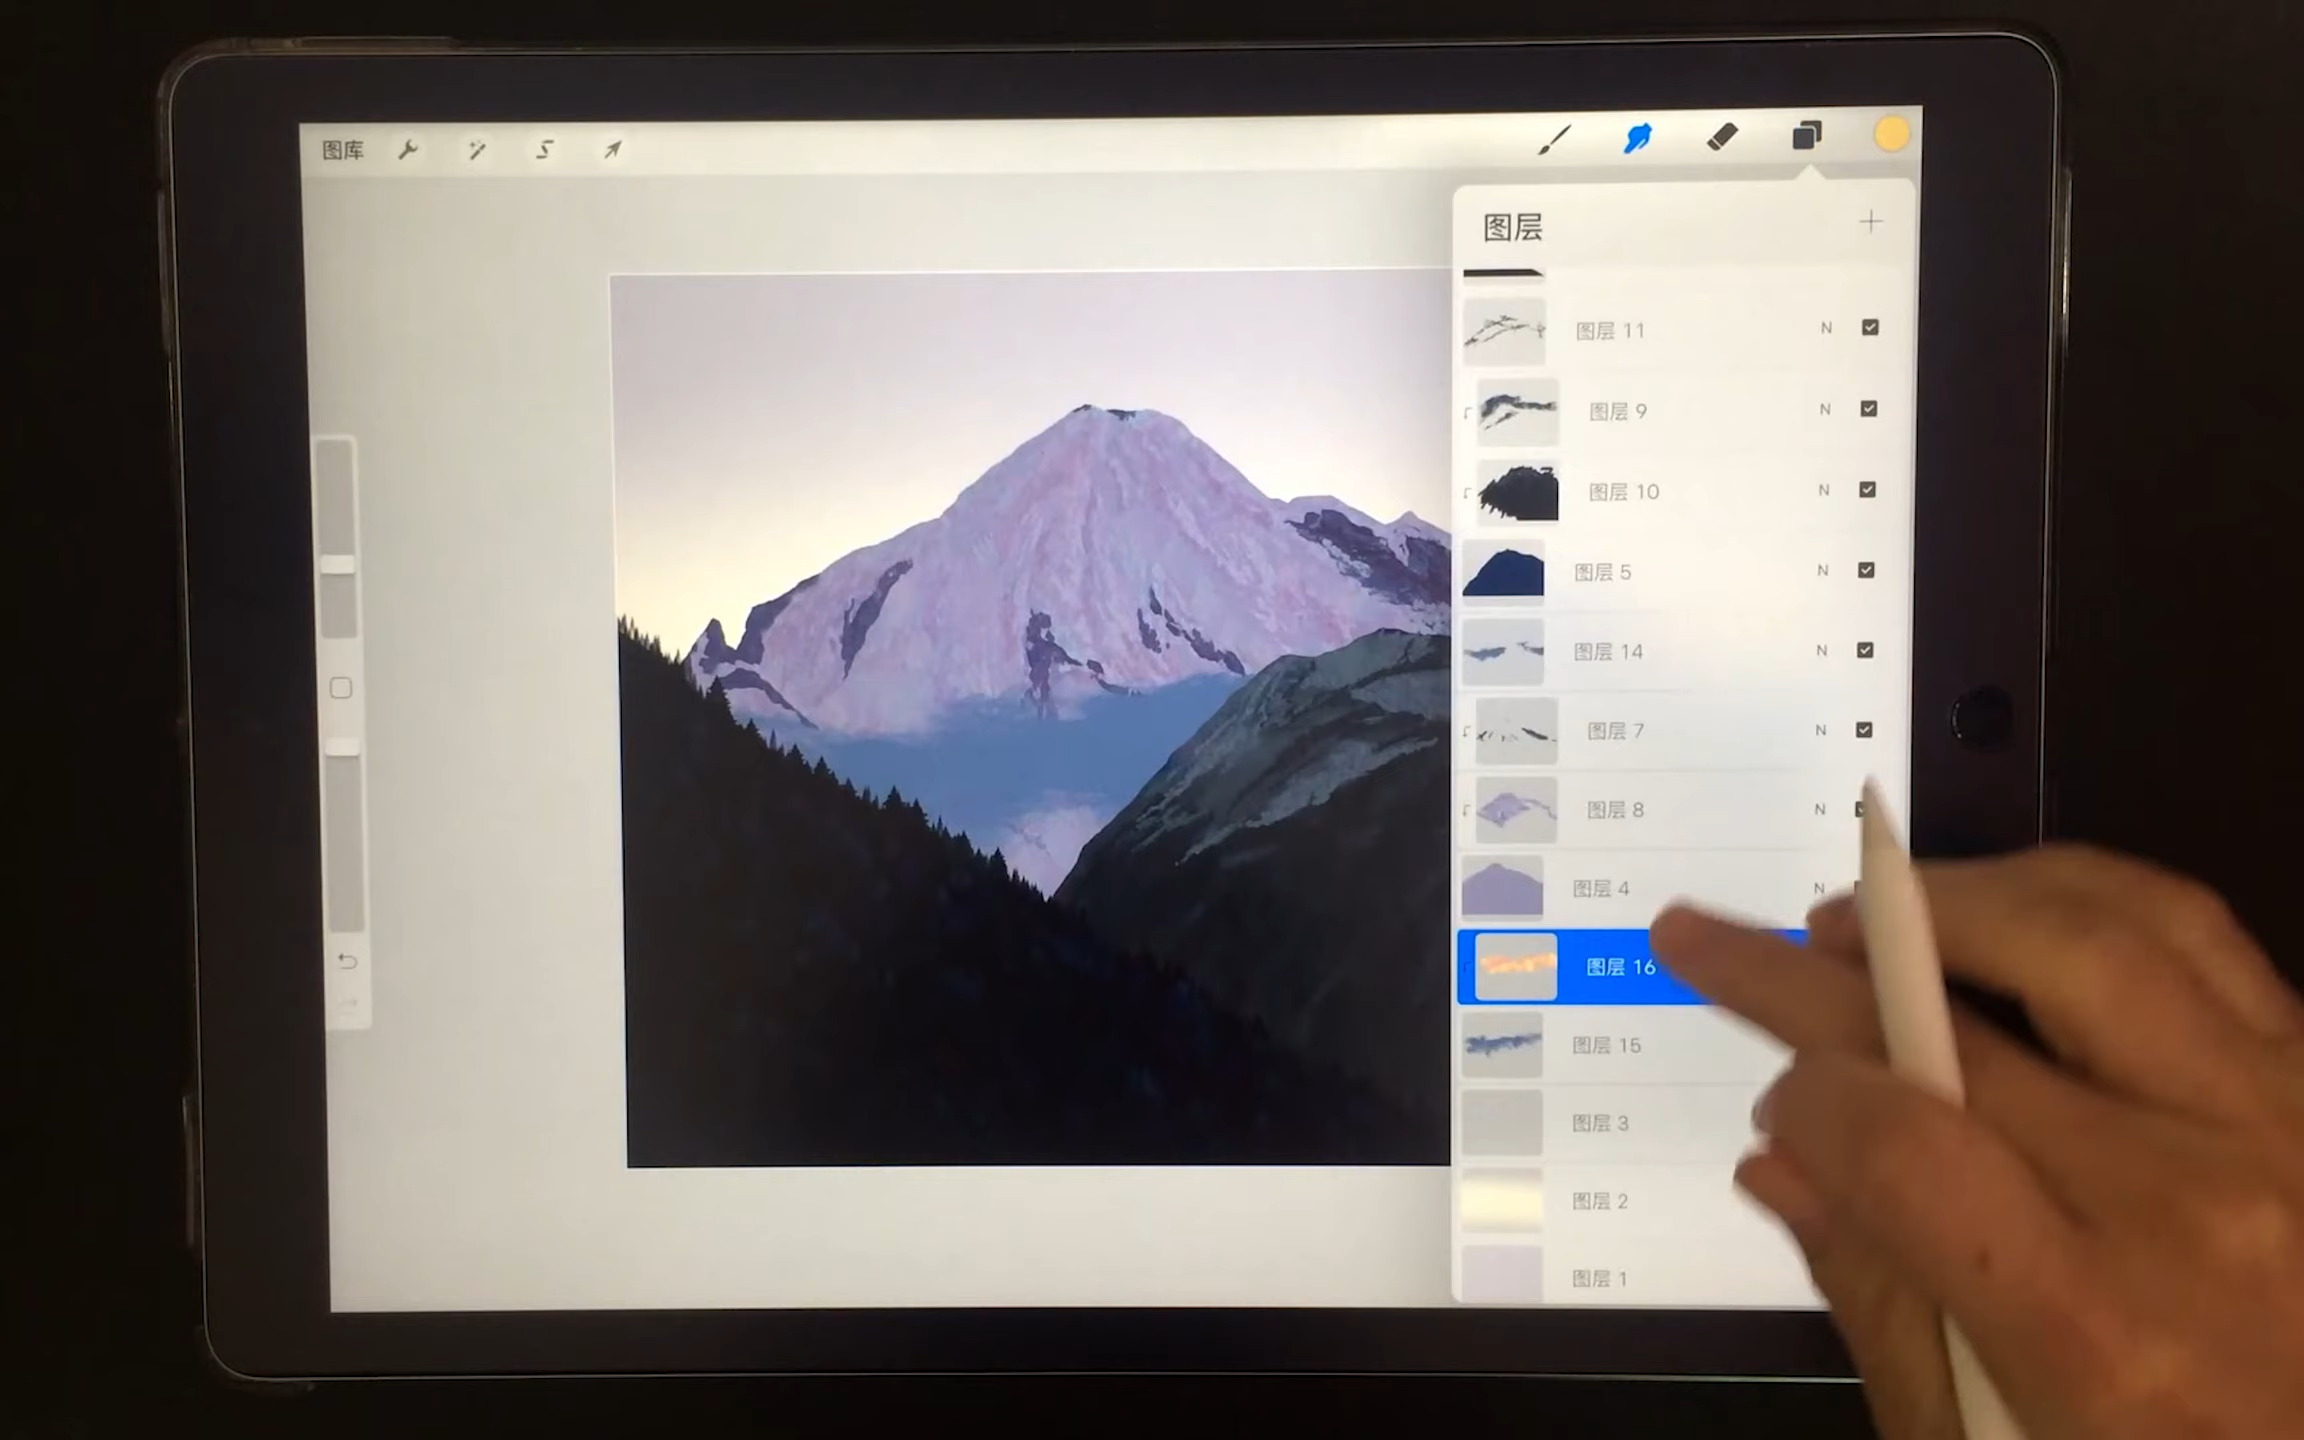 图库
图层
图层 11 N
图层 9 N
图层 10 N
图层 5 N
图层 14 N
图层 7 N
图层 8 N
图层 4 N
图层 16
图层 15
图层 3
图层 2
图层 1